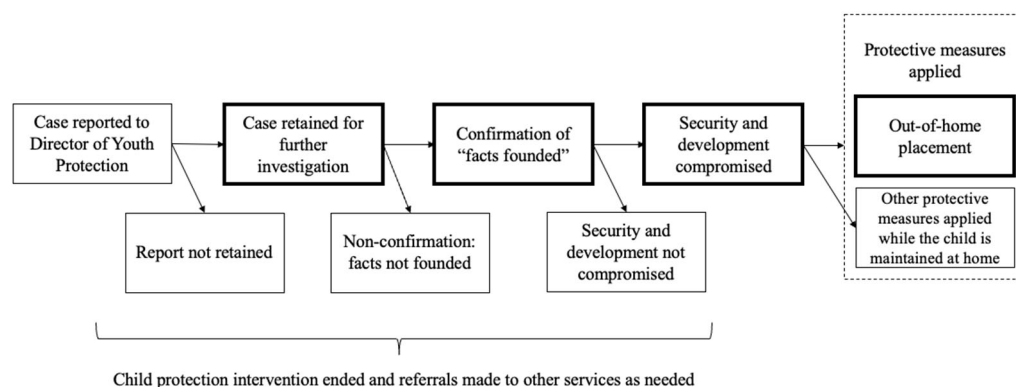 Protective measures
applied
Case reported to
Director of Youth
Protection
Case retained for
further
investigation
Confirmation of
“facts founded”
Security and
development
compromised
Out-of-home
placement
Report not retained
Non-confirmation:
facts not founded
Security and
development not
compromised
Other protective
measures applied
while the child is
maintained at home
Child protection intervention ended and referrals made to other services as needed